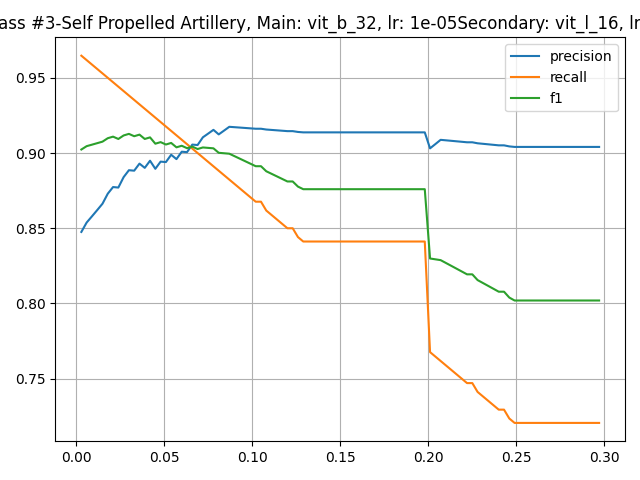 ass #3-Self Propelled Artillery, Main: vit_b_32, lr: 1e-05Secondary: vit_l_16, lr
precision
recall
f1
0.95
0.90
0.85
0.80
0.75
0.00 0.05 0.10 0.15 0.20 0.25 0.30